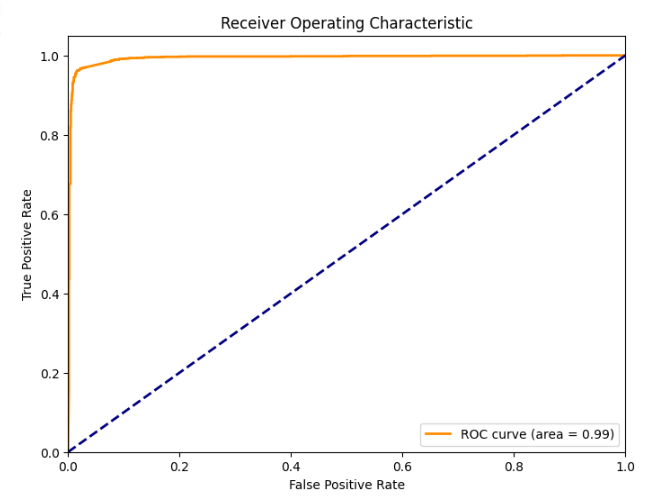 Receiver Operating Characteristic
True Positive Rate
1.0
0.8
0.6
0.4
0.2
0.0
ROC curve (area = 0.99)
0.0 0.2 0.4 0.6 0.8 1.0
False Positive Rate